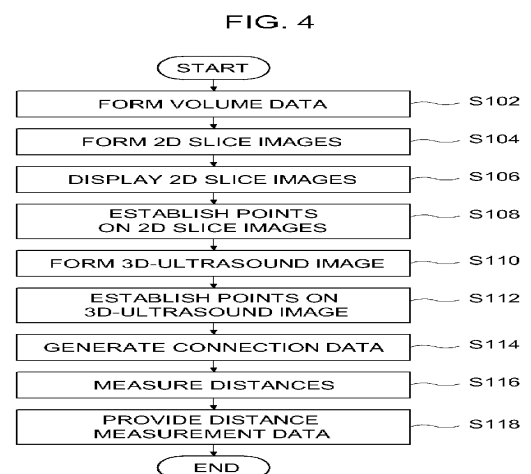 FIG. 4
START
FORM VOLUME DATA
S102
FORM 2D SLICE IMAGES
S104
DISPLAY 2D SLICE IMAGES
S106
ESTABLISH POINTS
ON 2D SLICE IMAGES
S108
FORM 3D-ULTRASOUND IMAGE
S110
ESTABLISH POINTS ON
3D-ULTRASOUND IMAGE
S112
GENERATE CONNECTION DATA
S114
MEASURE DISTANCES
S116
PROVIDE DISTANCE
MEASUREMENT DATA
S118
END